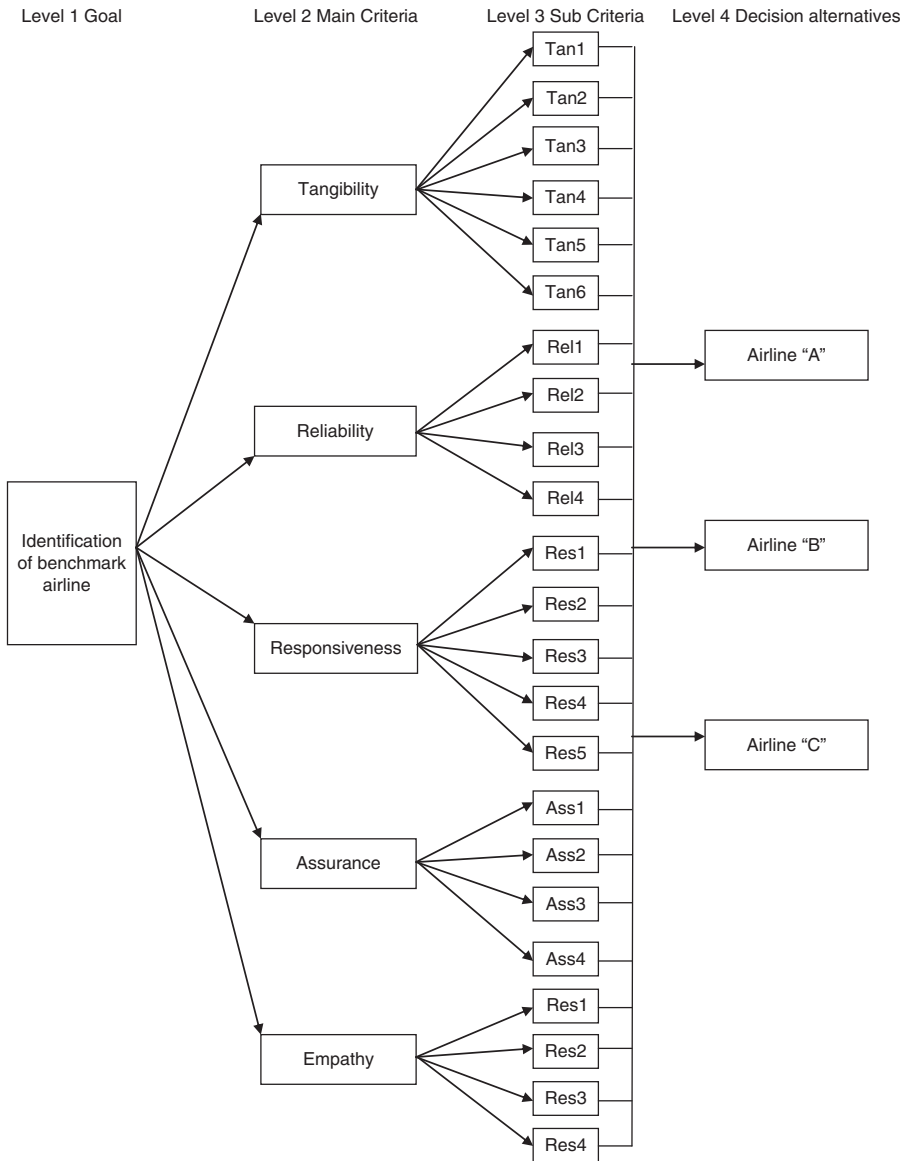 Level 1 Goal
Level 2 Main Criteria
Level 3 Sub Criteria
Level 4 Decision alternatives
Identification
of benchmark
airline
Tangibility
Reliability
Responsiveness
Assurance
Empathy
Tan1
Tan2
Tan3
Tan4
Tan5
Tan6
Rel1
Rel2
Rel3
Rel4
Res1
Res2
Res3
Res4
Res5
Ass1
Ass2
Ass3
Ass4
Res1
Res2
Res3
Res4
Airline “A”
Airline “B”
Airline “C”